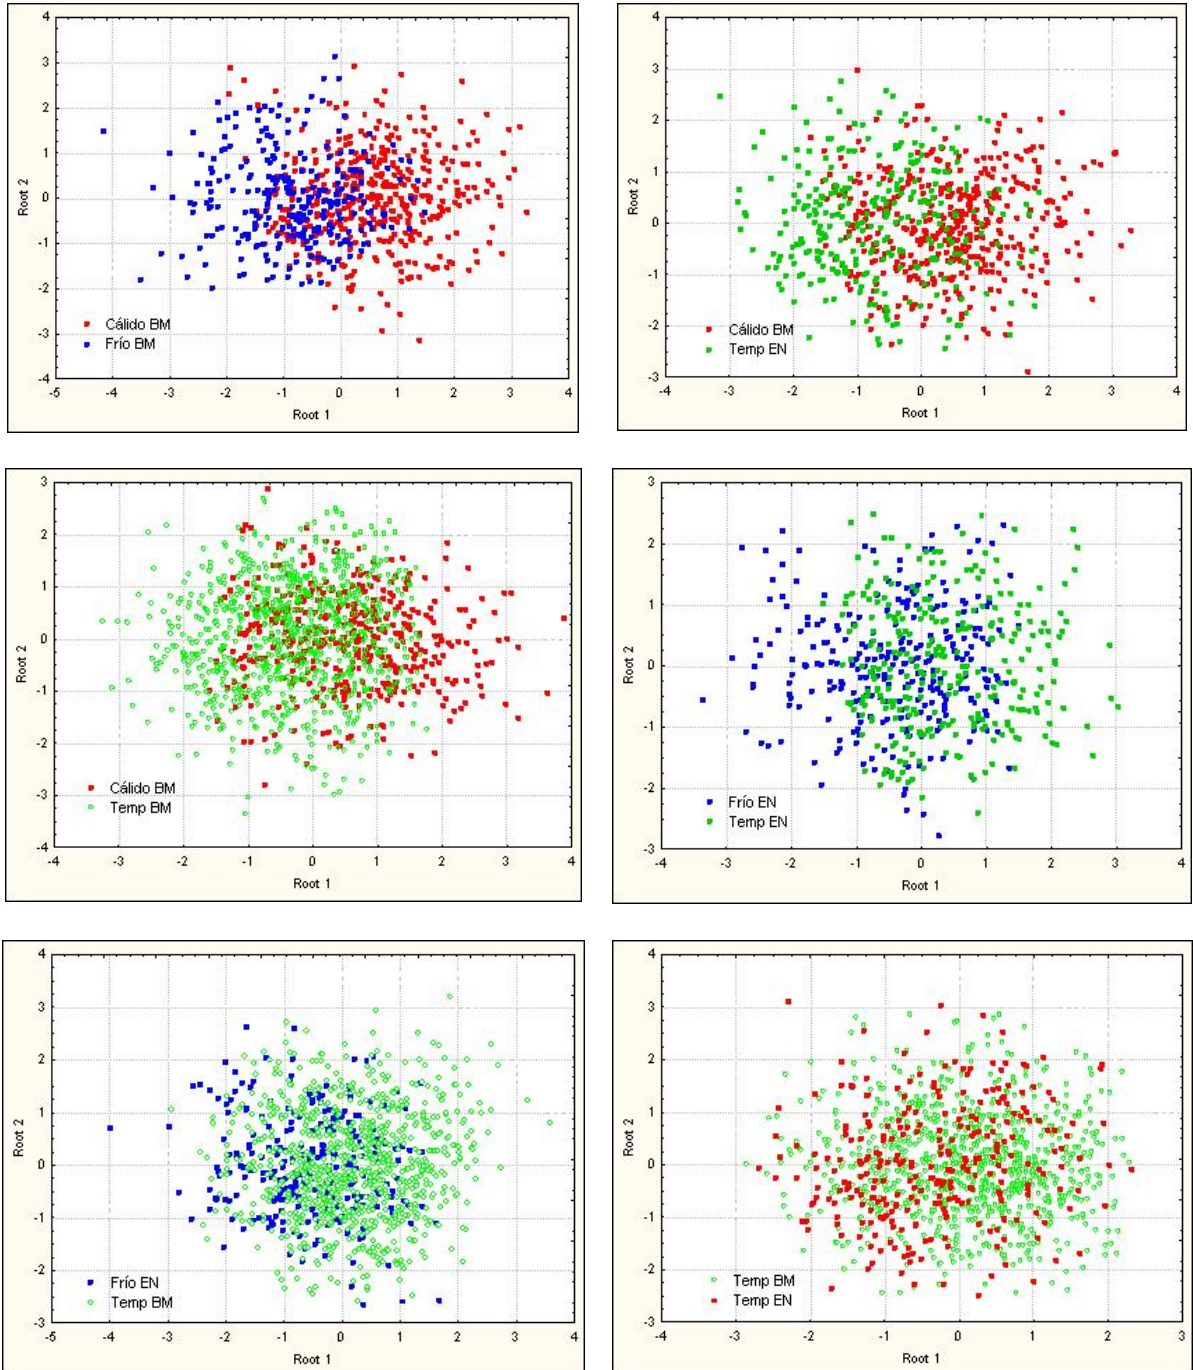 4
3
2
1
0
-1
-2
-3
-4
Root 2
Cálido BM
Frío BM
-5 -4 -3 -2 -1 0 1 2 3 4
Root 1
4
3
2
1
0
-1
-2
-3
Root 2
Cálido BM
Temp EN
-4 -3 -2 -1 0 1 2 3 4
Root 1
3
2
1
0
-1
-2
-3
-4
Root 2
Cálido BM
Temp BM
-4 -3 -2 -1 0 1 2 3 4
Root 1
3
2
1
0
-1
-2
-3
Root 2
Frío EN
Temp EN
-4 -3 -2 -1 0 1 2 3 4
Root 1
4
3
2
1
0
-1
-2
-3
Root 2
Frío EN
Temp BM
-5 -4 -3 -2 -1 0 1 2 3 4
Root 1
4
3
2
1
0
-1
-2
-3
Root 2
Temp BM
Temp EN
-4 -3 -2 -1 0 1 2 3
Root 1